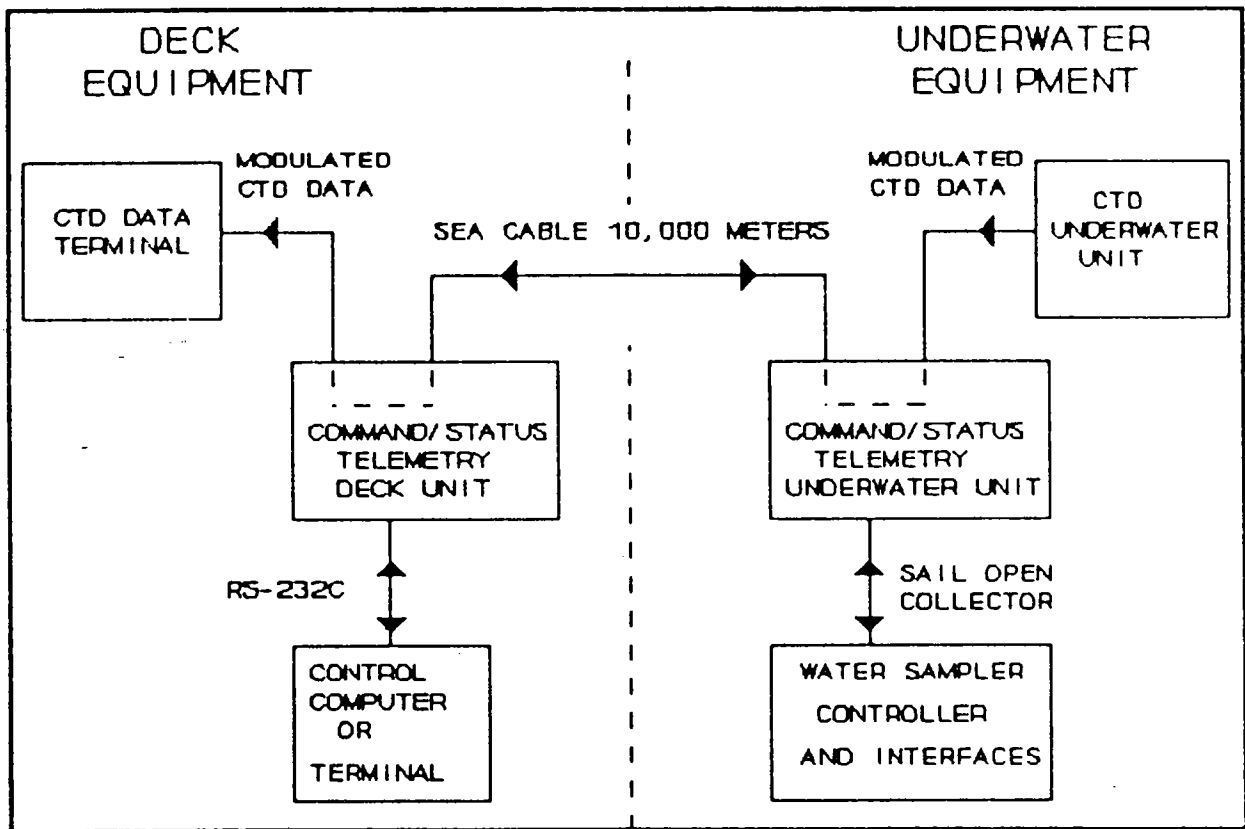 DECK
EQUIPMENT
UNDERWATER
EQUIPMENT
MODULATED
CTD DATA
CTD DATA
TERMINAL
SEA CABLE 10,000 METERS
MODULATED
CTD DATA
CTD
UNDERWATER
UNIT
COMMAND/STATUS
TELEMETRY
DECK UNIT
COMMAND/STATUS
TELEMETRY
UNDERWATER UNIT
RS-232C
SAIL OPEN
COLLECTOR
CONTROL
COMPUTER
OR
TERMINAL
WATER SAMPLER
CONTROLLER
AND INTERFACES